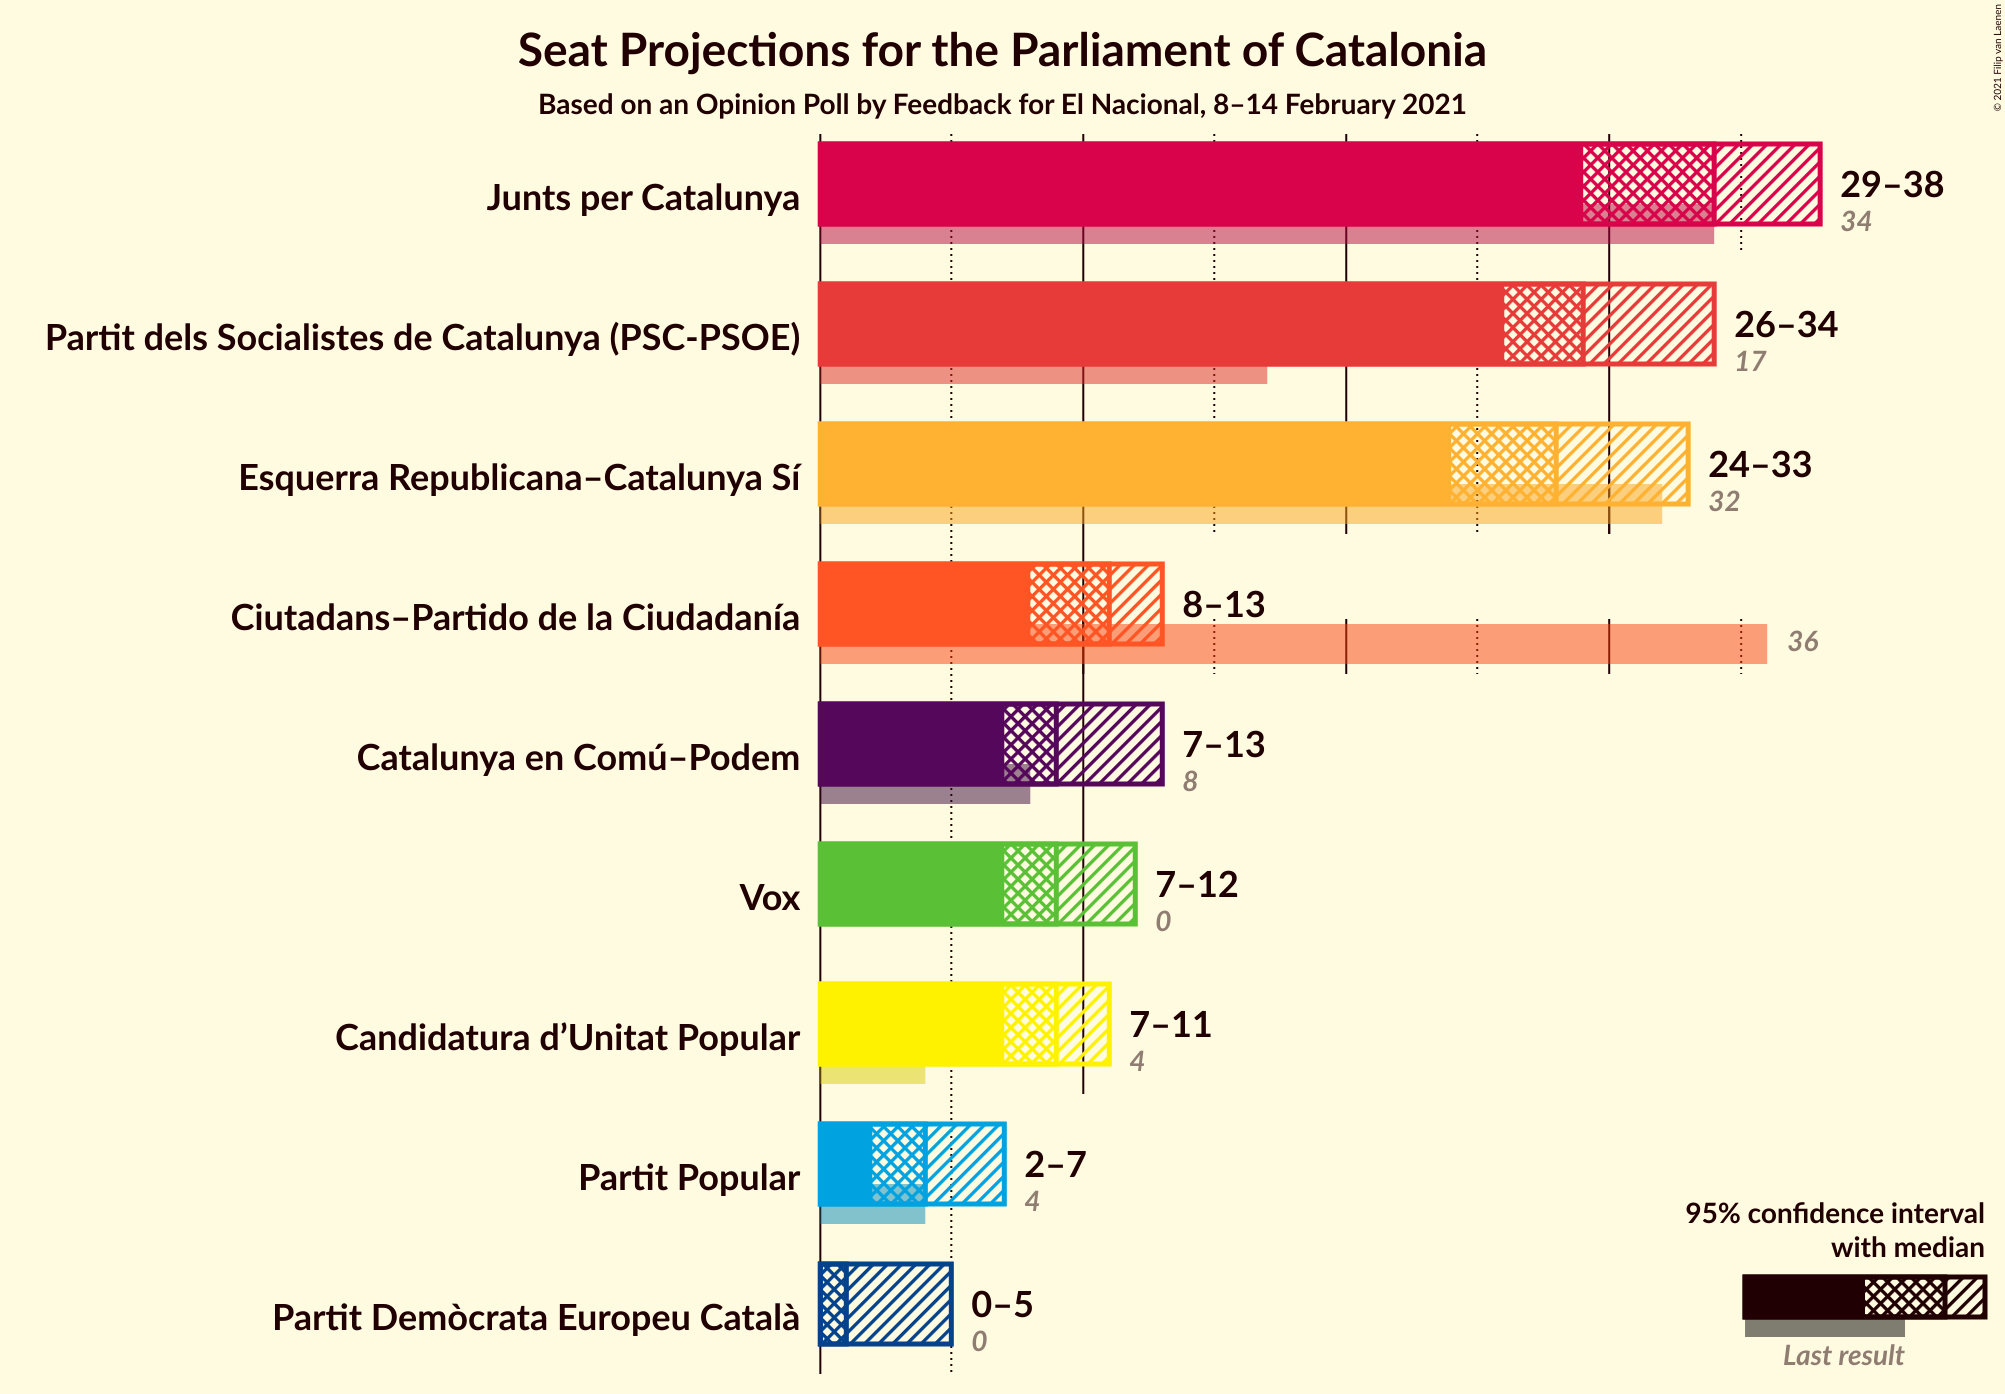 Seat Projections for the Parliament of Catalonia
Based on an Opinion Poll by Feedback for El Nacional, 8–14 February 2021
© 2021 Filip van Laenen
Junts per Catalunya
29–38
34
Partit dels Socialistes de Catalunya (PSC-PSOE)
26–34
17
Esquerra Republicana–Catalunya Sí
24–33
32
Ciutadans–Partido de la Ciudadanía
8–13
36
Catalunya en Comú–Podem
7–13
8
Vox
7–12
0
Candidatura d’Unitat Popular
7–11
4
Partit Popular
2–7
4
Partit Demòcrata Europeu Català
0–5
0
95% confidence interval
with median
Last result